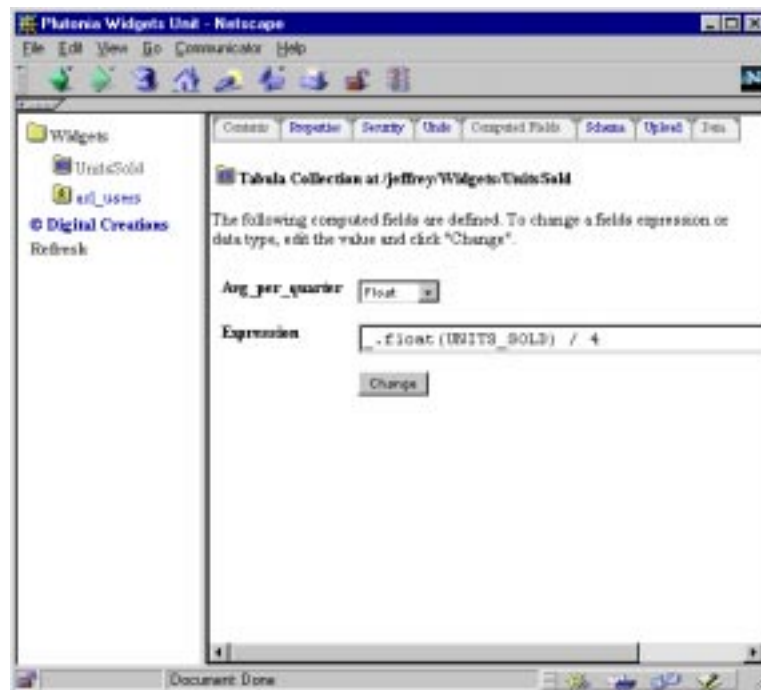 Plutonia Widgets Unit - Netscape
File Edit View Go Communicator Help
Widgets
UnitsSold
acl_users
© Digital Creations
Refresh
Contents Properties Security Undo Computed Fields Schema Upload Data
Tabula Collection at /jeffrey/Widgets/UnitsSold
The following computed fields are defined. To change a fields expression or
data type, edit the value and click "Change".
Avg_per_quarter Float
Expression _.float(UNITS_SOLD) / 4
Change
Document: Done